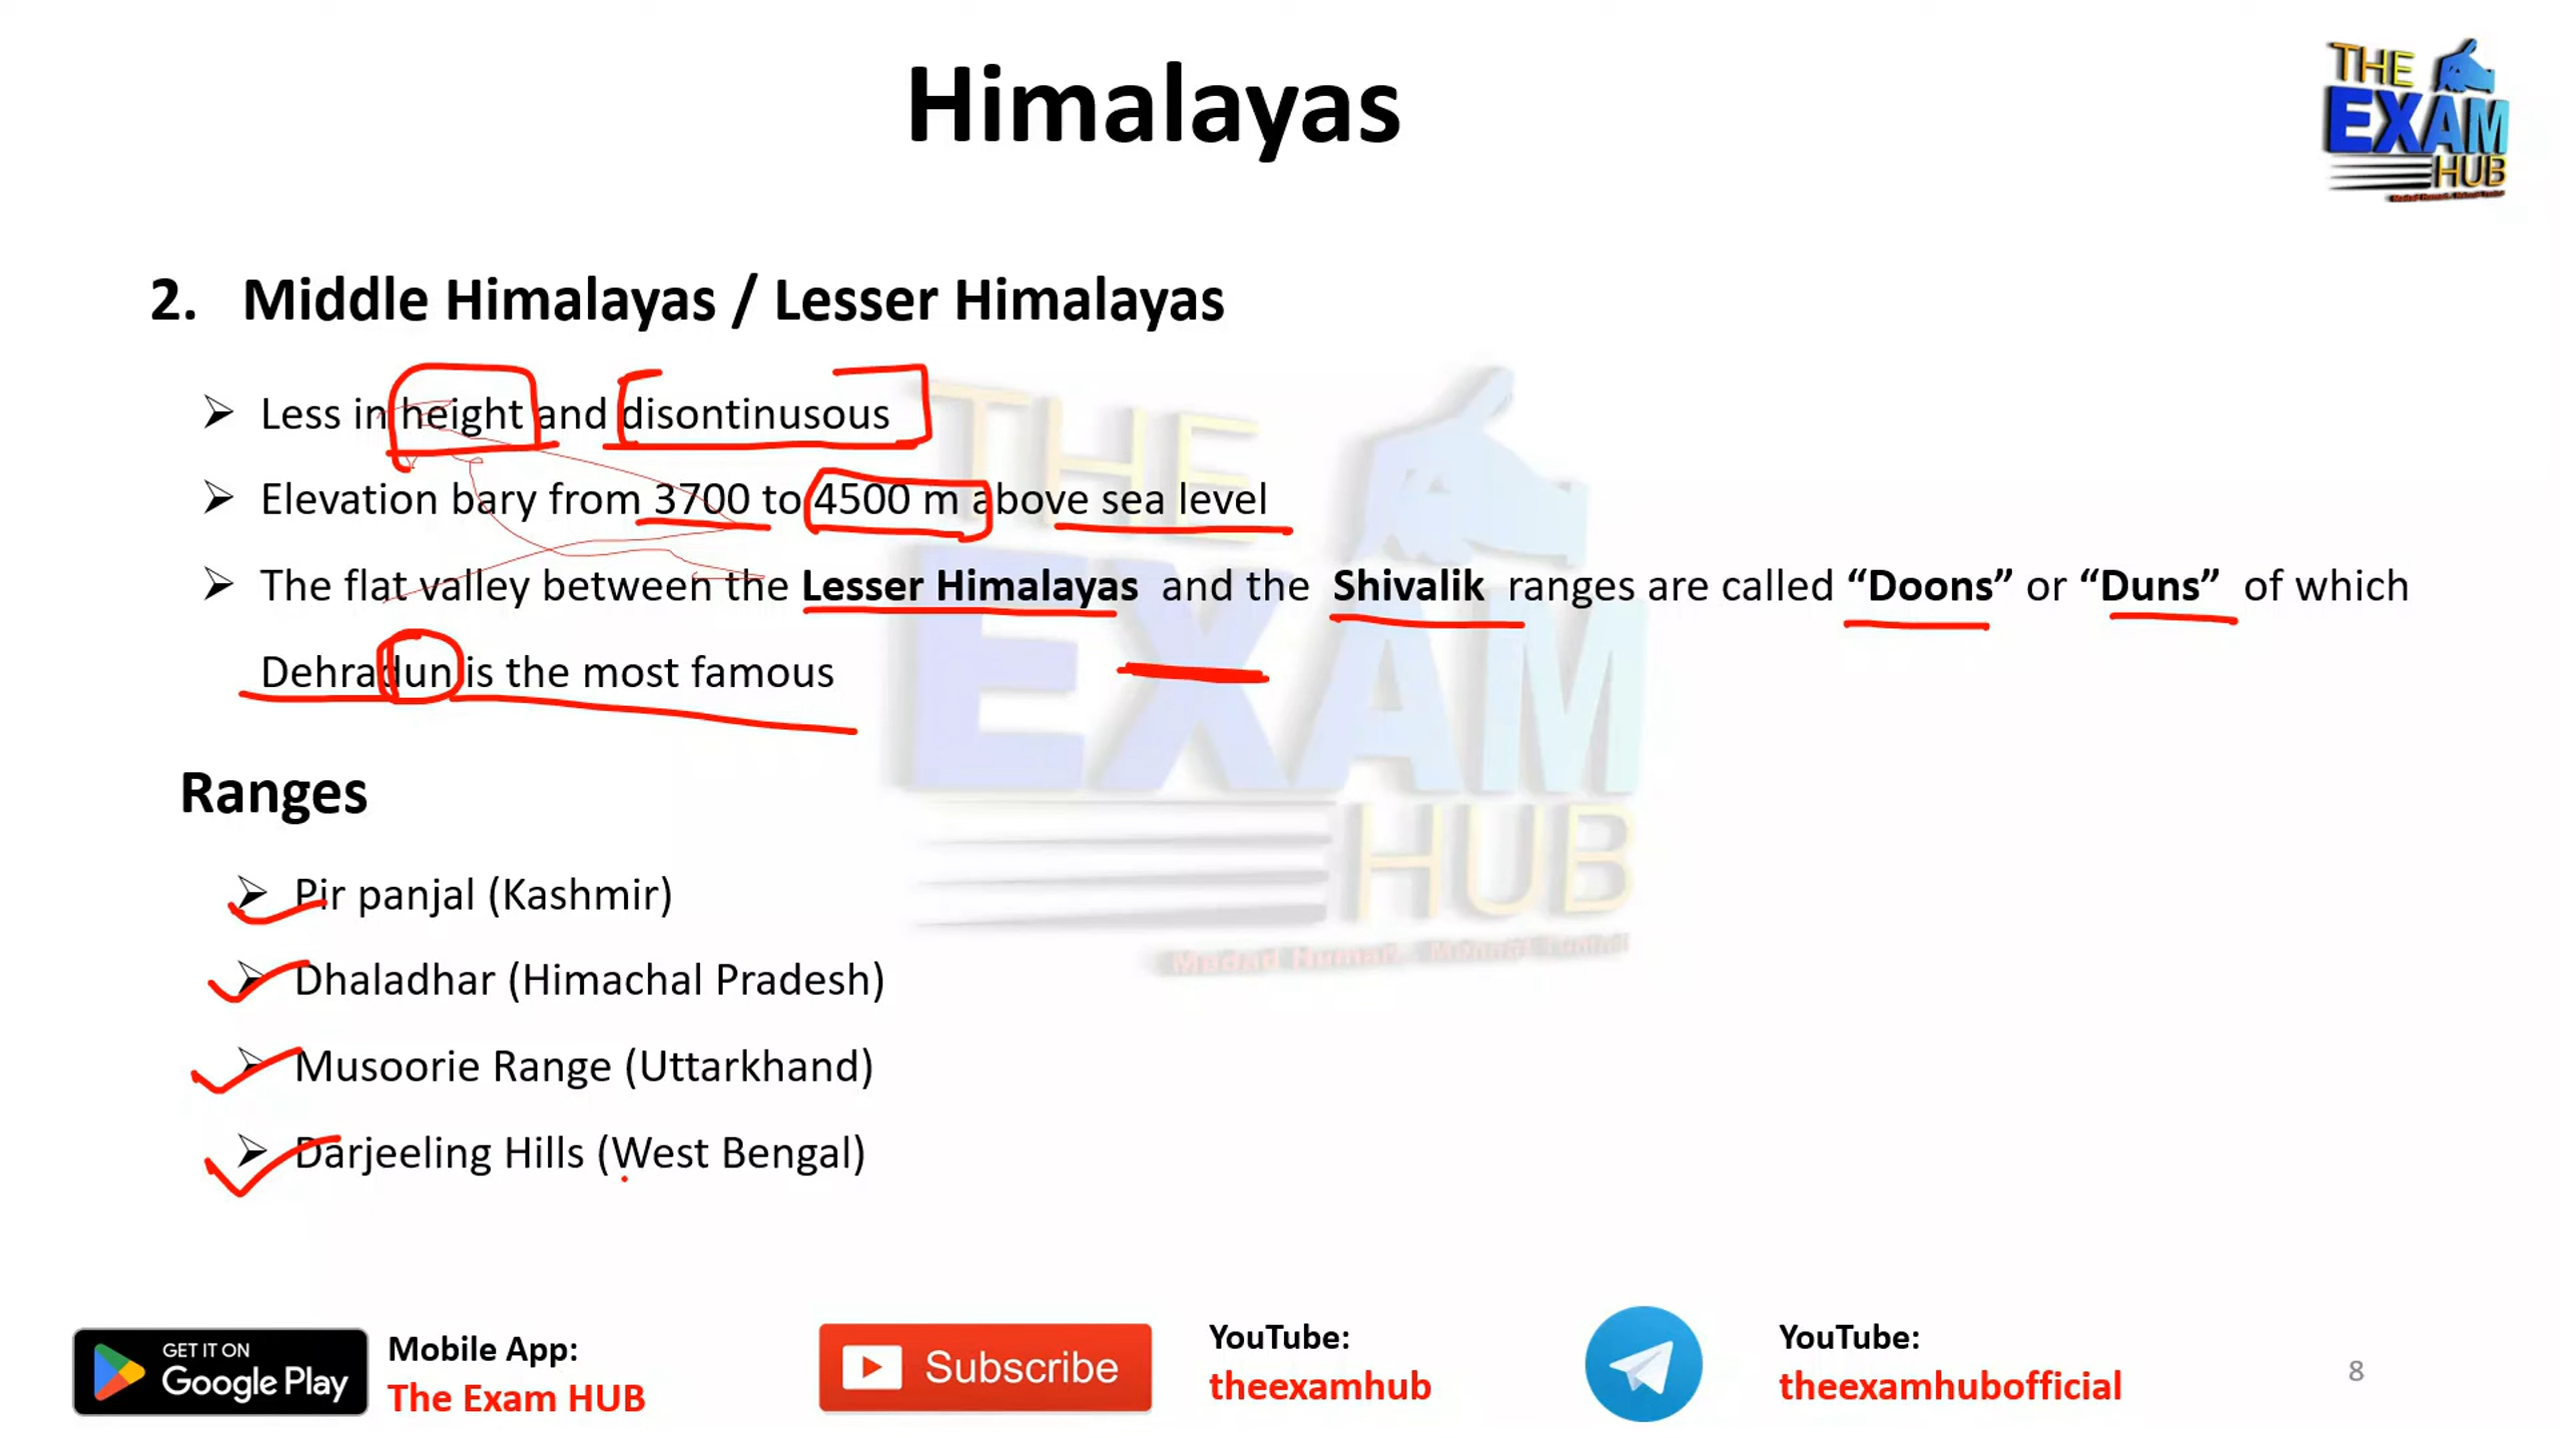 Himalayas
THE
EXAM
HUB
2. Middle Himalayas / Lesser Himalayas
Less in height and disontinusous
Elevation bary from 3700 to 4500 m above sea level
The flat valley between the Lesser Himalayas and the Shivalik ranges are called “Doons” or “Duns” of which
Dehradun is the most famous
Ranges
Pir panjal (Kashmir)
Dhaladhar (Himachal Pradesh)
Musoorie Range (Uttarkhand)
Darjeeling Hills (West Bengal)
THE
EXAM
HUB
GET IT ON
Google Play
Mobile App:
The Exam HUB
Subscribe
YouTube:
theexamhub
YouTube:
theexamhubofficial
8